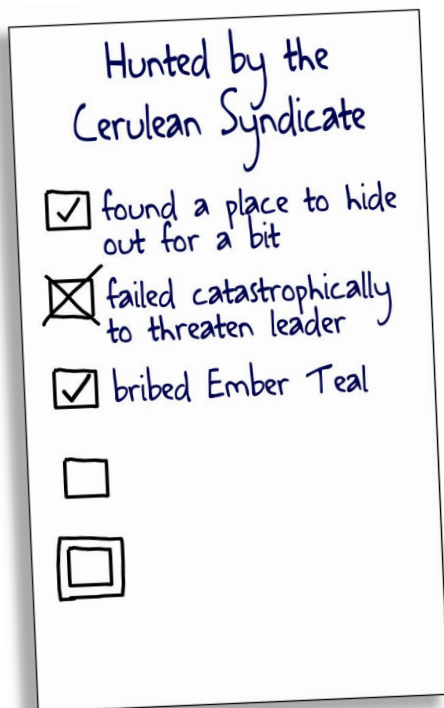 Hunted by the
Cerulean Syndicate
found a place to hide
out for a bit
failed catastrophically
to threaten leader
bribed Ember Teal